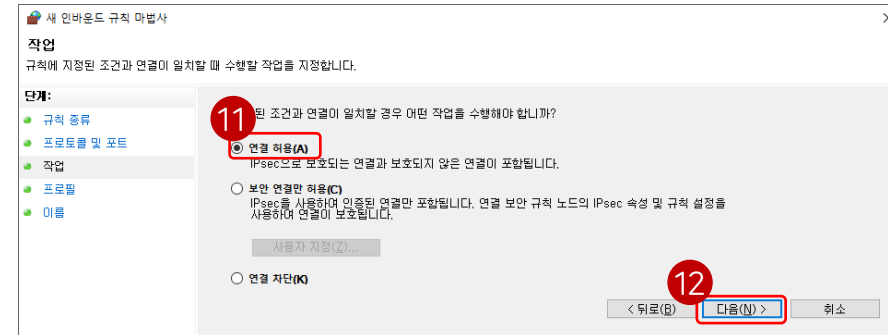 새 인바운드 규칙 마법사
작업
규칙에 지정된 조건과 연결이 일치할 때 수행할 작업을 지정합니다.
단계:
규칙 종류
프로토콜 및 포트
작업
프로필
이름
11
된 조건과 연결이 일치할 경우 어떤 작업을 수행해야 합니까?
연결 허용(A)
IPsec으로 보호되는 연결과 보호되지 않은 연결이 포함됩니다.
보안 연결만 허용(C)
IPsec을 사용하여 인증된 연결만 포함됩니다. 연결 보안 규칙 노드의 IPsec 속성 및 규칙 설정을
사용하여 연결이 보호됩니다.
사용자 지정(Z)...
연결 차단(K)
12
< 뒤로(B) 다음(N) > 취소